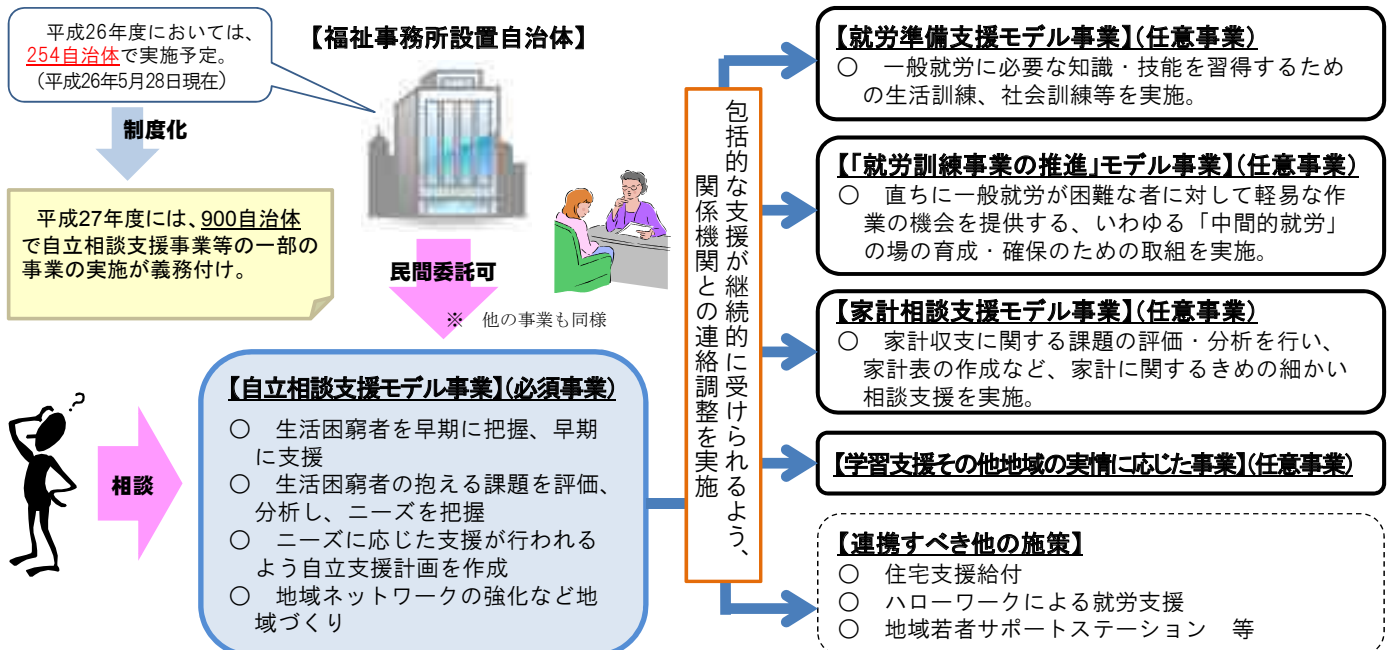 平成26年度においては、
254自治体で実施予定。
（平成26年5月28日現在）
制度化
平成27年度には、900自治体
で自立相談支援事業等の一部の
事業の実施が義務付け。
【福祉事務所設置自治体】
民間委託可
※　他の事業も同様
相談
?
【自立相談支援モデル事業】(必須事業)
○　生活困窮者を早期に把握、早期
に支援
○　生活困窮者の抱える課題を評価、
分析し、ニーズを把握
○　ニーズに応じた支援が行われる
よう自立支援計画を作成
○　地域ネットワークの強化など地
域づくり
包括的な支援が継続的に受けられるよう、
関係機関との連絡調整を実施
【就労準備支援モデル事業】(任意事業)
○　一般就労に必要な知識・技能を習得するため
の生活訓練、社会訓練等を実施。
【「就労訓練事業の推進」モデル事業】(任意事業)
○　直ちに一般就労が困難な者に対して軽易な作
業の機会を提供する、いわゆる「中間的就労」
の場の育成・確保のための取組を実施。
【家計相談支援モデル事業】(任意事業)
○　家計収支に関する課題の評価・分析を行い、
家計表の作成など、家計に関するきめの細かい
相談支援を実施。
【学習支援その他地域の実情に応じた事業】(任意事業)
【連携すべき他の施策】
○　住宅支援給付
○　ハローワークによる就労支援
○　地域若者サポートステーション　等